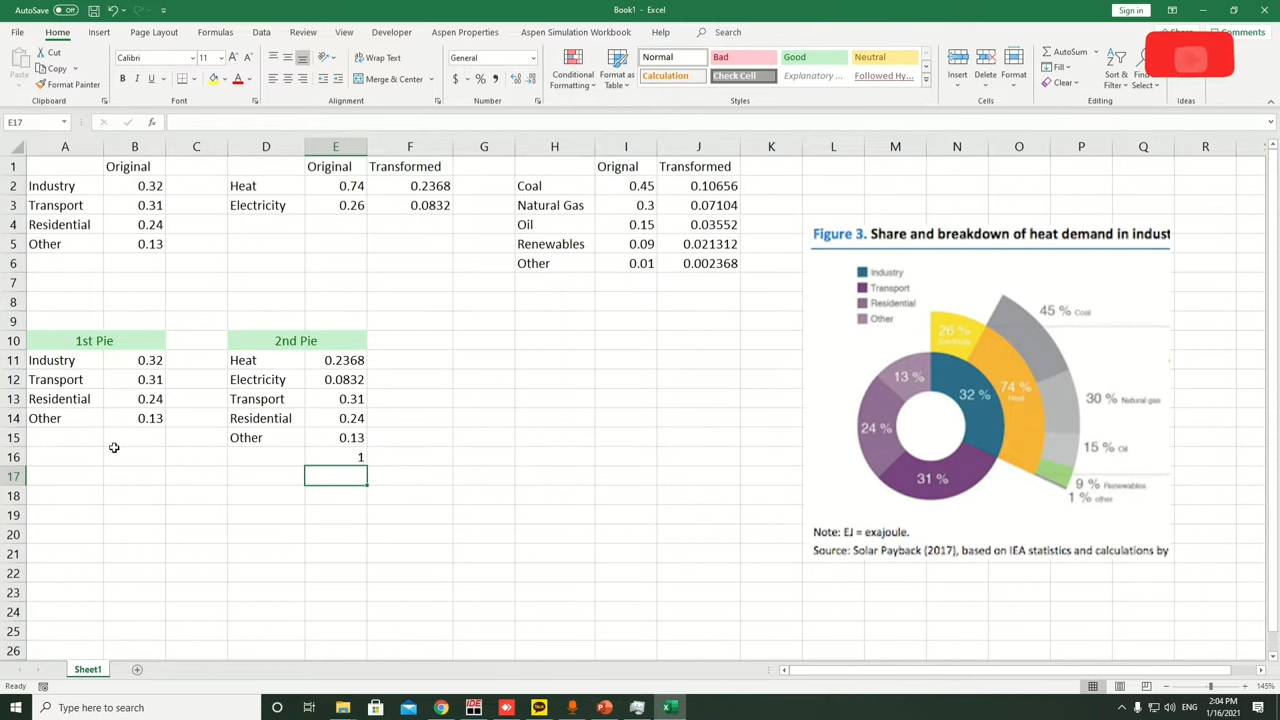 AutoSave Off
Book1 - Excel
Sign in
File Home Insert Page Layout Formulas Data Review View Developer Aspen Properties Aspen Simulation Workbook Help Search
Comments
Paste
Cut
Copy
Format Painter
Clipboard
Calibri 11
B I U
Font
Wrap Text
Merge & Center
Alignment
General
$ % ,
Number
Conditional Formatting
Format as Table
Normal Bad Good Neutral
Calculation Check Cell Explanatory ... Followed Hy...
Styles
Insert Delete Format
Cells
AutoSum
Fill
Clear
Sort & Filter
Select
Editing
Ideas
E17
fx
A B C D E F G H I J K L M N O P Q R
1 Original Original Transformed Orignal Transformed
2 Industry 0.32 Heat 0.74 0.2368 Coal 0.45 0.10656
3 Transport 0.31 Electricity 0.26 0.0832 Natural Gas 0.3 0.07104
4 Residential 0.24 Oil 0.15 0.03552
5 Other 0.13 Renewables 0.09 0.021312
6 Other 0.01 0.002368
7
8
9
10 1st Pie 2nd Pie
11 Industry 0.32 Heat 0.2368
12 Transport 0.31 Electricity 0.0832
13 Residential 0.24 Transport 0.31
14 Other 0.13 Residential 0.24
15 Other 0.13
16 1
17
18
19
20
21
22
23
24
25
26
Figure 3. Share and breakdown of heat demand in indust
Industry
Transport
Residential
Other
45 % Coal
26 %
Electricity
13 %
32 %
74 %
Heat
30 % Natural gas
24 %
15 % Oil
31 %
9 % Renewables
1 % other
Note: EJ = exajoule.
Source: Solar Payback (2017), based on IEA statistics and calculations by
Sheet1
Ready
145%
Type here to search
2:04 PM
1/16/2021